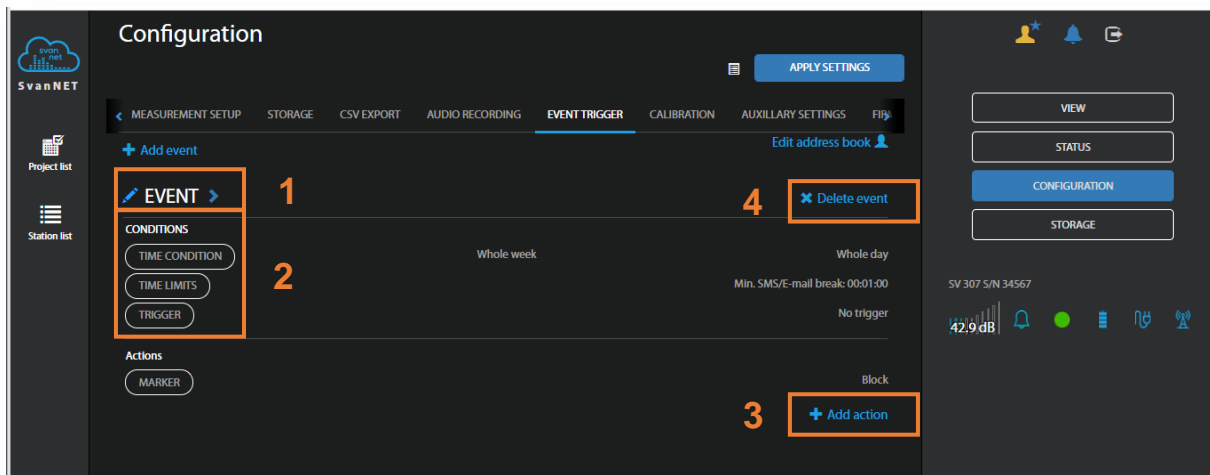 svan
net
SvanNET
Project list
Station list
Configuration
APPLY SETTINGS
MEASUREMENT SETUP STORAGE CSV EXPORT AUDIO RECORDING EVENT TRIGGER CALIBRATION AUXILLARY SETTINGS
Add event
Edit address book
EVENT
1
4
Delete event
CONDITIONS
TIME CONDITION
Whole week
Whole day
2
TIME LIMITS
Min. SMS/E-mail break: 00:01:00
TRIGGER
No trigger
Actions
MARKER
Block
3
Add action
VIEW
STATUS
CONFIGURATION
STORAGE
SV 307 S/N 34567
42.9 dB